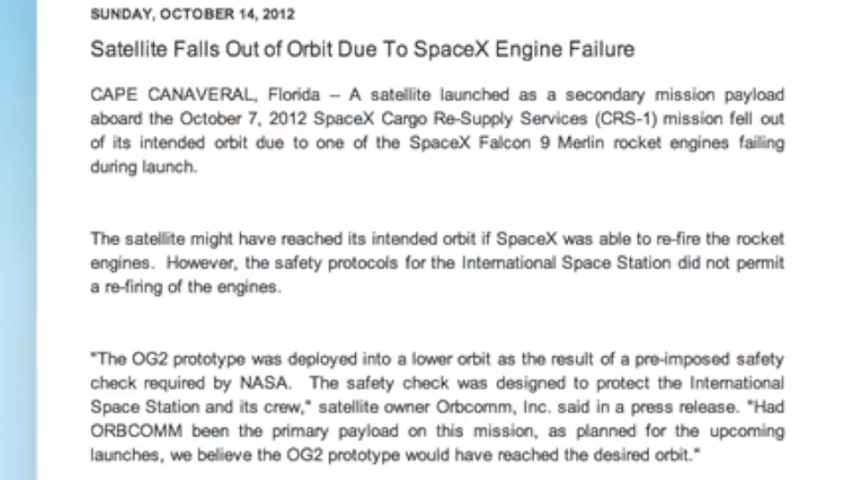 SUNDAY, OCTOBER 14, 2012
Satellite Falls Out of Orbit Due To SpaceX Engine Failure
CAPE CANAVERAL, Florida – A satellite launched as a secondary mission payload
aboard the October 7, 2012 SpaceX Cargo Re-Supply Services (CRS-1) mission fell out
of its intended orbit due to one of the SpaceX Falcon 9 Merlin rocket engines failing
during launch.
The satellite might have reached its intended orbit if SpaceX was able to re-fire the rocket
engines.  However, the safety protocols for the International Space Station did not permit
a re-firing of the engines.
"The OG2 prototype was deployed into a lower orbit as the result of a pre-imposed safety
check required by NASA.  The safety check was designed to protect the International
Space Station and its crew," satellite owner Orbcomm, Inc. said in a press release. "Had
ORBCOMM been the primary payload on this mission, as planned for the upcoming
launches, we believe the OG2 prototype would have reached the desired orbit."